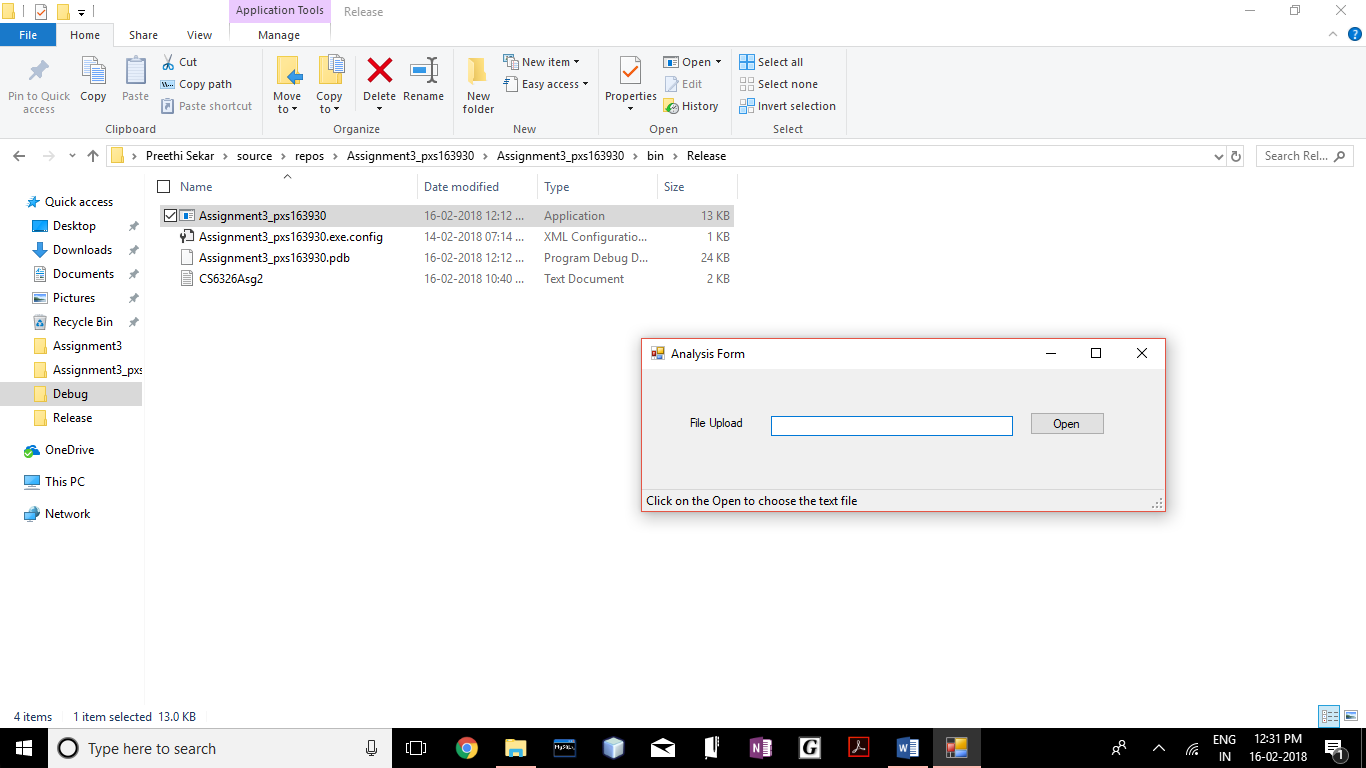 Application Tools
Release
File
Home
Share
View
Manage
Pin to Quick access
Copy
Paste
Cut
Copy path
Paste shortcut
Clipboard
Move to
Copy to
Delete
Rename
Organize
New folder
New item
Easy access
New
Properties
Open
Edit
History
Open
Select all
Select none
Invert selection
Select
Preethi Sekar
source
repos
Assignment3_pxs163930
Assignment3_pxs163930
bin
Release
Search Rel...
Name
Date modified
Type
Size
Assignment3_pxs163930 16-02-2018 12:12 ... Application 13 KB
Assignment3_pxs163930.exe.config 14-02-2018 07:14 ... XML Configuratio... 1 KB
Assignment3_pxs163930.pdb 16-02-2018 12:12 ... Program Debug D... 24 KB
CS6326Asg2 16-02-2018 10:40 ... Text Document 2 KB
Quick access
Desktop
Downloads
Documents
Pictures
Recycle Bin
Assignment3
Assignment3_pxs
Debug
Release
OneDrive
This PC
Network
Analysis Form
File Upload
Open
Click on the Open to choose the text file
4 items
1 item selected 13.0 KB
Type here to search
MySQL
ENG
IN
12:31 PM
16-02-2018
1